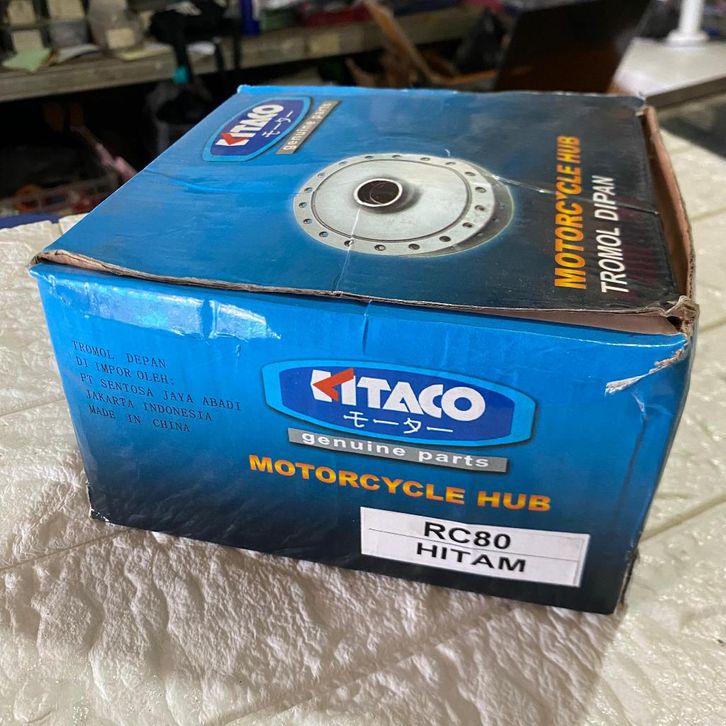 KITACO
モーター
genuine parts
MOTORCYCLE HUB
TROMOL DIPAN
TROMOL DEPAN
DI IMPOR OLEH:
PT SENTOSA JAYA ABADI
JAKARTA INDONESIA
MADE IN CHINA
KITACO
モーター
genuine parts
MOTORCYCLE HUB
RC80
HITAM